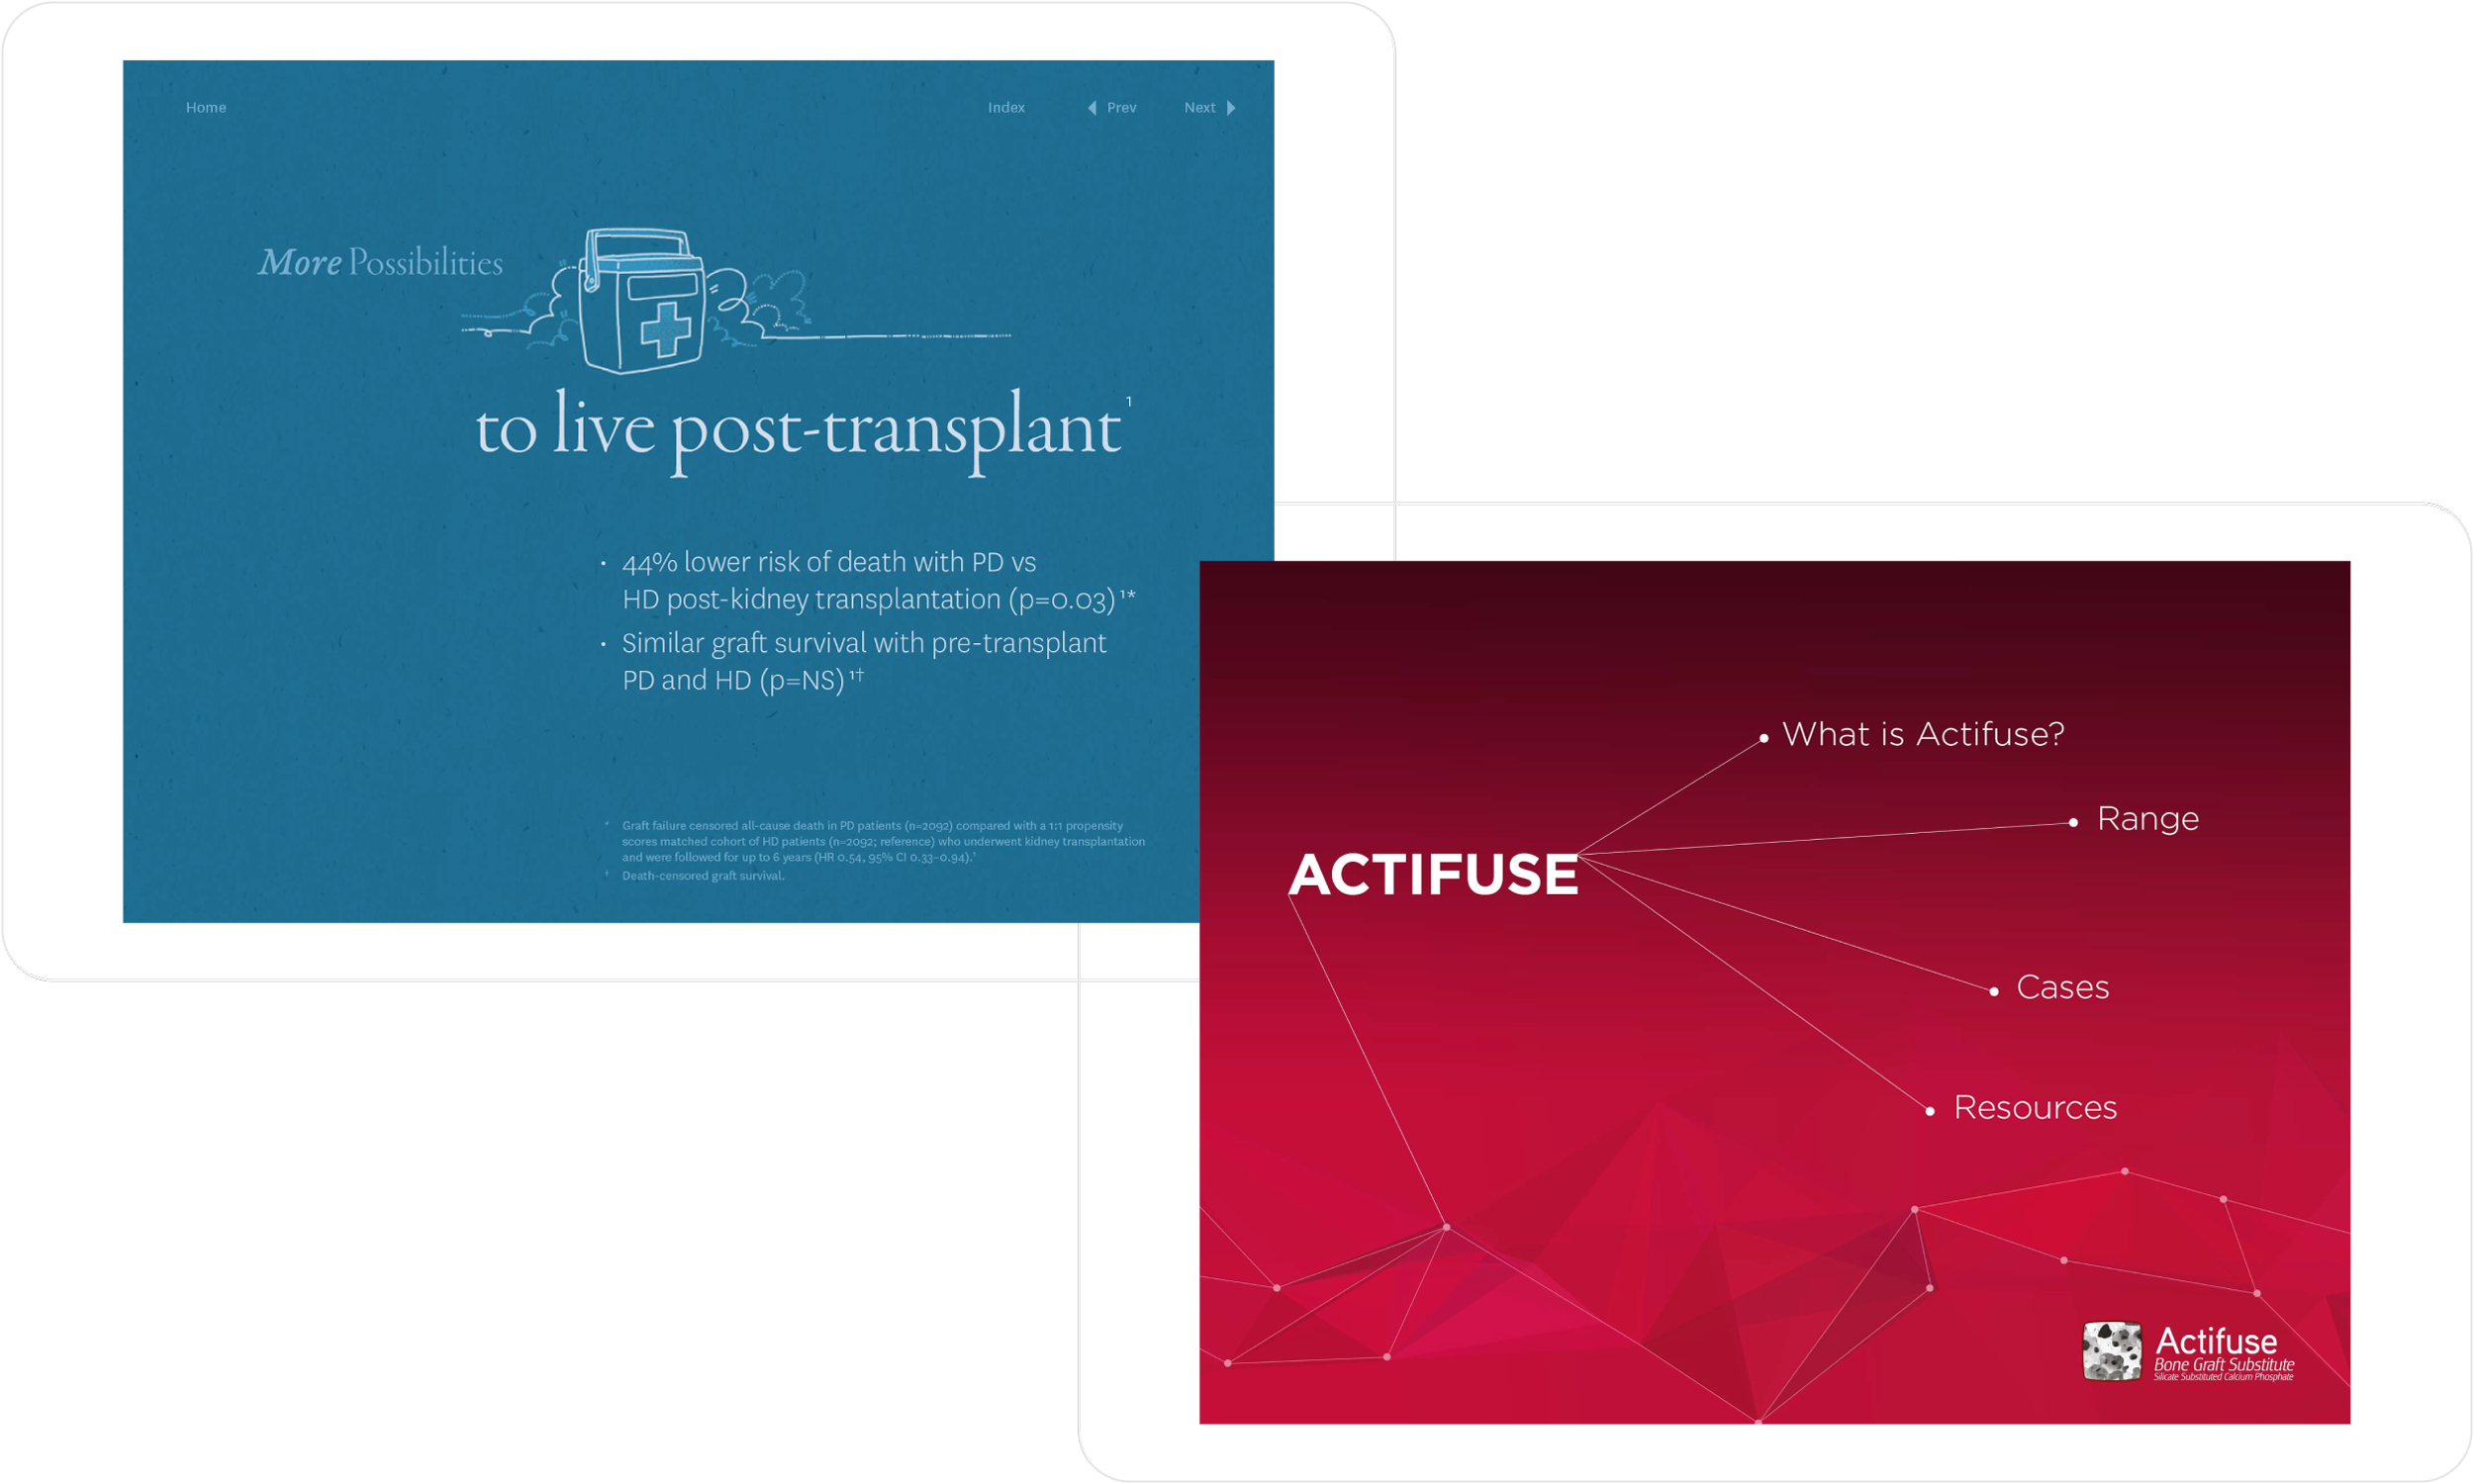 Home
Index
Prev
Next
More Possibilities
to live post-transplant¹
• 44% lower risk of death with PD vs
HD post-kidney transplantation (p=0.03)¹*
• Similar graft survival with pre-transplant
PD and HD (p=NS)¹†
* Graft failure censored all-cause death in PD patients (n=2092) compared with a 1:1 propensity
scores matched cohort of HD patients (n=2092; reference) who underwent kidney transplantation
and were followed for up to 6 years (HR 0.54, 95% CI 0.33–0.94).¹
† Death-censored graft survival.
What is Actifuse?
Range
ACTIFUSE
Cases
Resources
Actifuse
Bone Graft Substitute
Silicate Substituted Calcium Phosphate